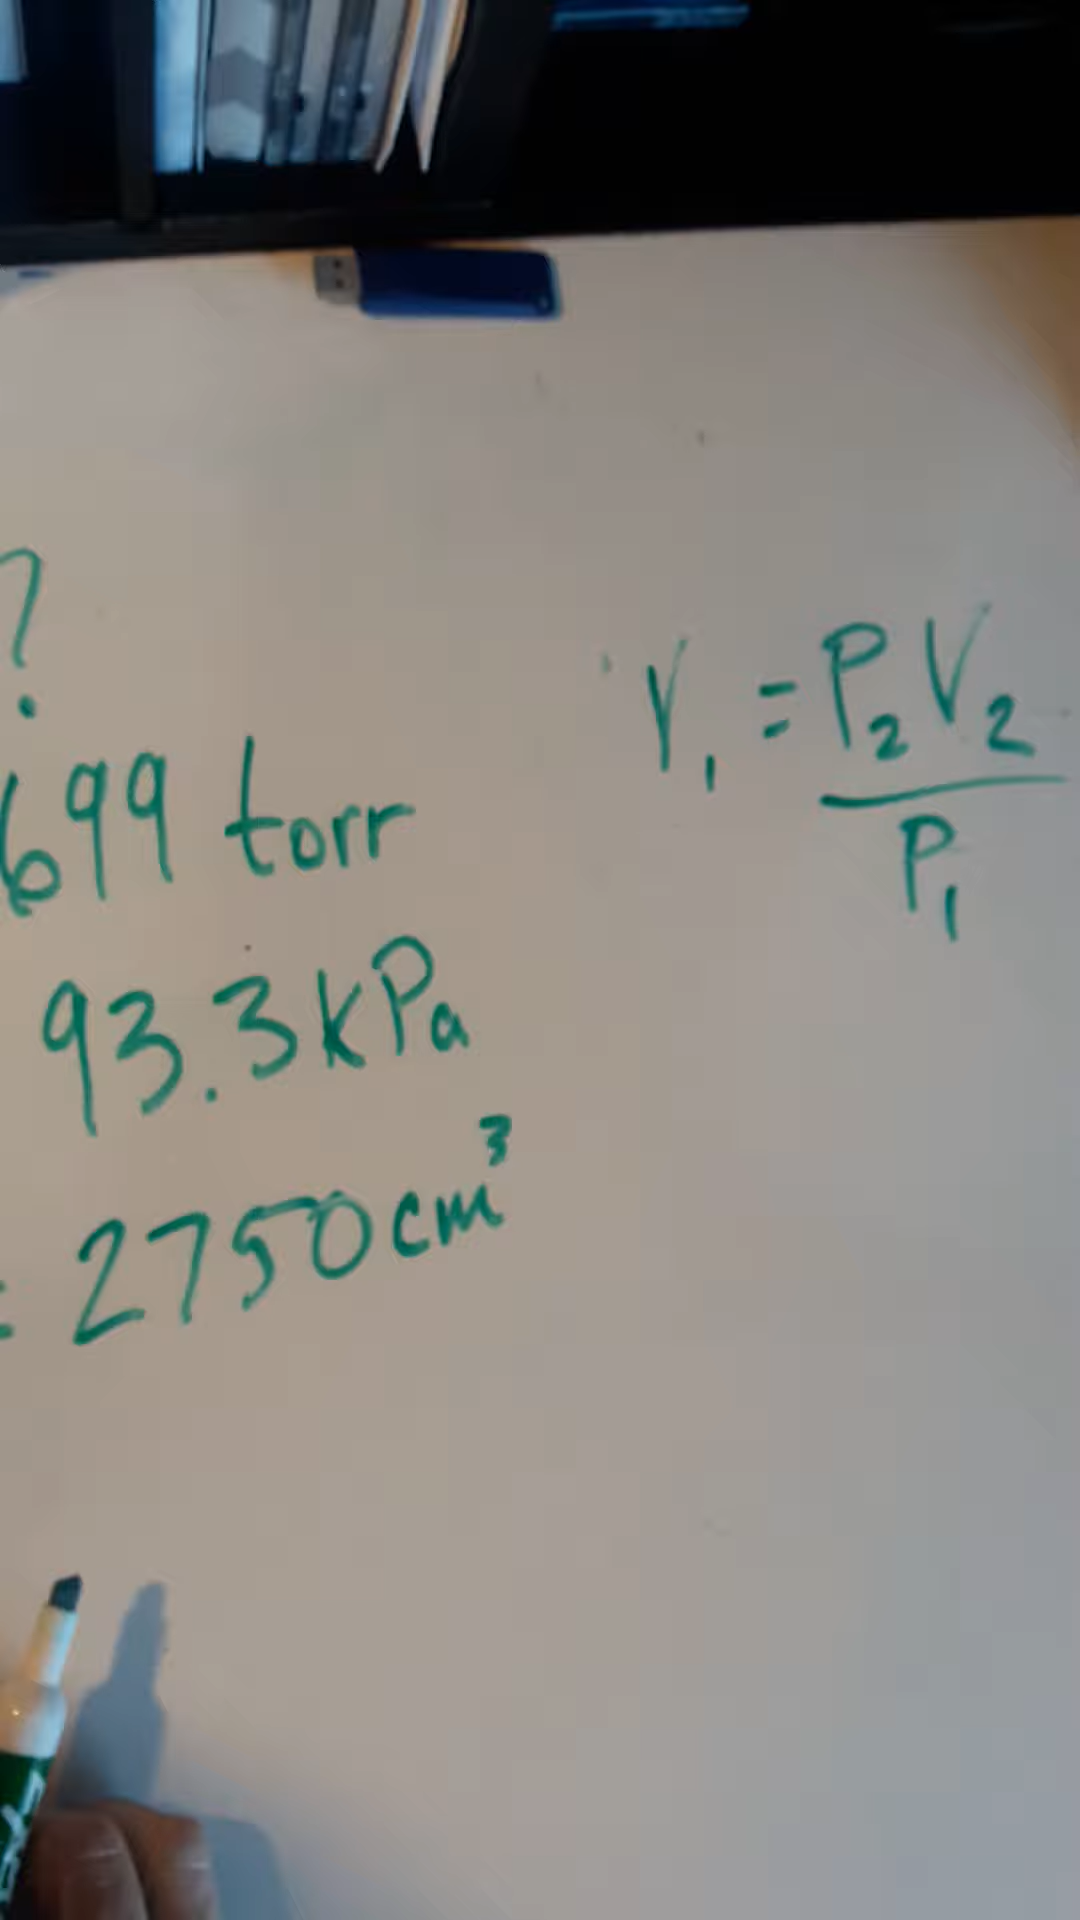 ?
699 torr
93.3 kPa
= 2750 cm³
V₁ = P₂V₂
P₁